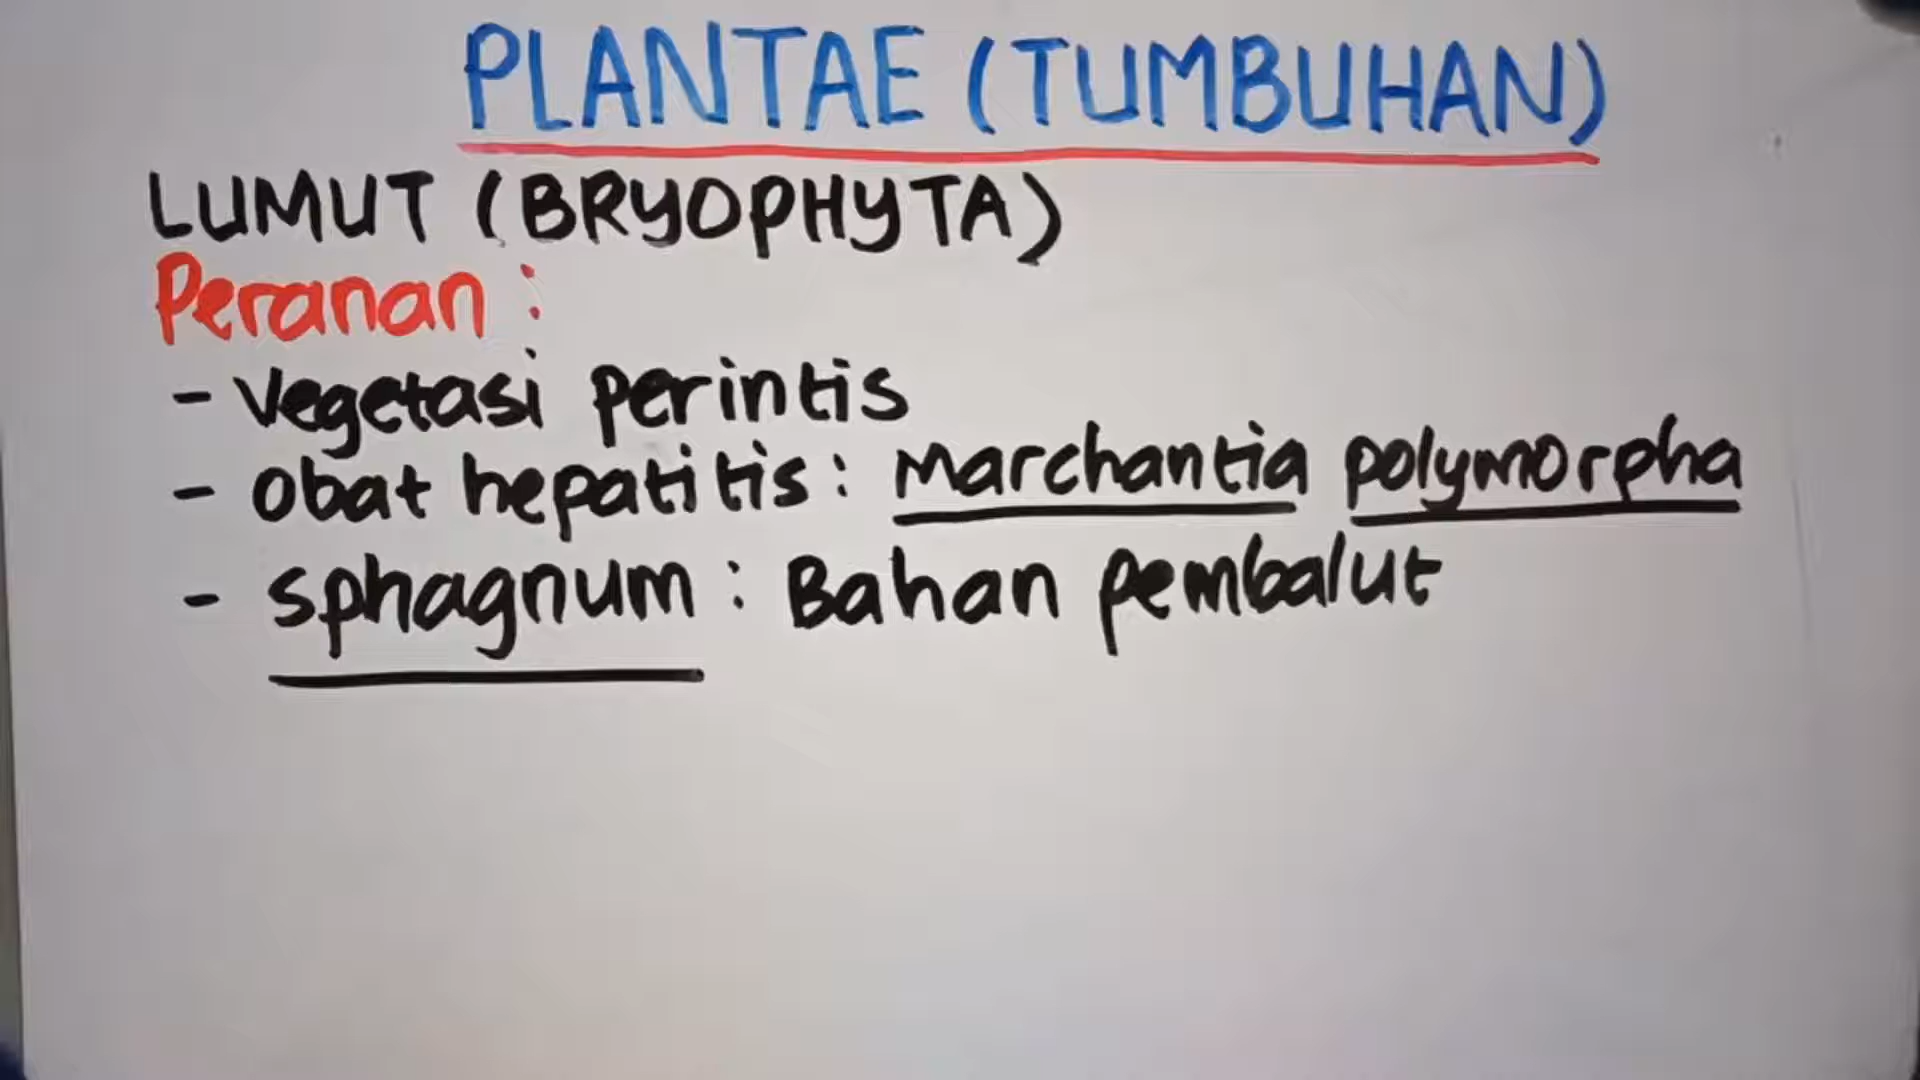 PLANTAE (TUMBUHAN)
LUMUT (BRYOPHYTA)
Peranan :
- Vegetasi perintis
- obat hepatitis : Marchantia polymorpha
- sphagnum : Bahan pembalut